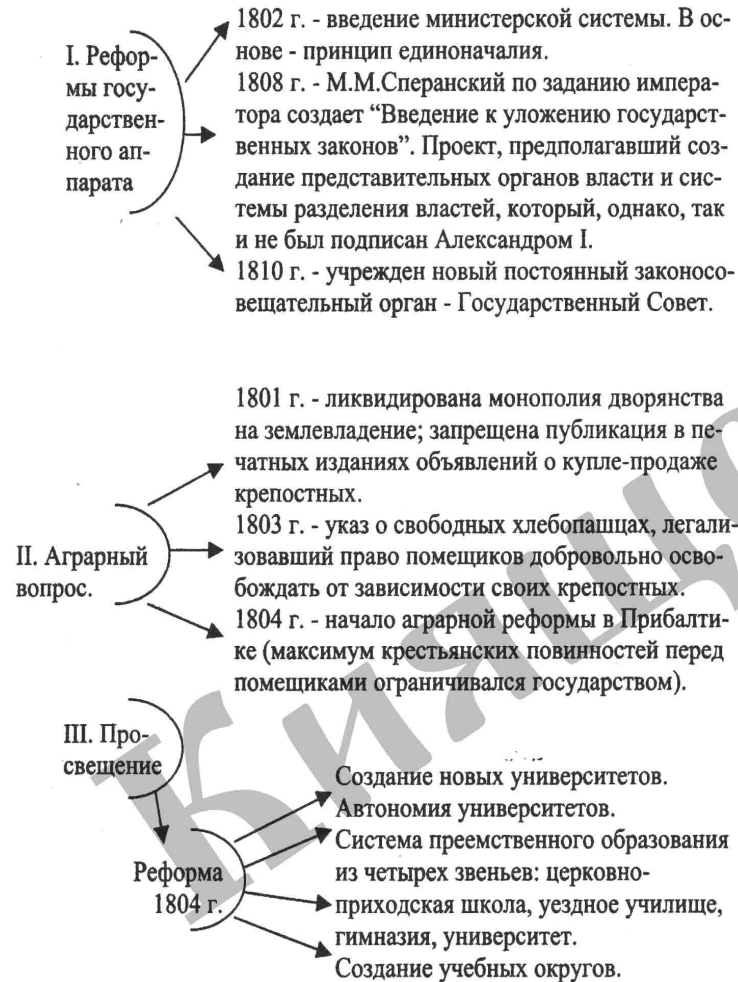 1802 г. - введение министерской системы. В ос-
нове - принцип единоначалия.
I. Рефор-
мы госу-
дарствен-
ного ап-
парата
1808 г. - М.М.Сперанский по заданию импера-
тора создает “Введение к уложению государст-
венных законов”. Проект, предполагавший соз-
дание представительных органов власти и сис-
темы разделения властей, который, однако, так
и не был подписан Александром I.
1810 г. - учрежден новый постоянный законосо-
вещательный орган - Государственный Совет.
II. Аграрный
вопрос.
1801 г. - ликвидирована монополия дворянства
на землевладение; запрещена публикация в пе-
чатных изданиях объявлений о купле-продаже
крепостных.
1803 г. - указ о свободных хлебопашцах, легали-
зовавший право помещиков добровольно осво-
бождать от зависимости своих крепостных.
1804 г. - начало аграрной реформы в Прибалти-
ке (максимум крестьянских повинностей перед
помещиками ограничивался государством).
III. Про-
свещение
Реформа
1804 г.
Создание новых университетов.
Автономия университетов.
Система преемственного образования
из четырех звеньев: церковно-
приходская школа, уездное училище,
гимназия, университет.
Создание учебных округов.